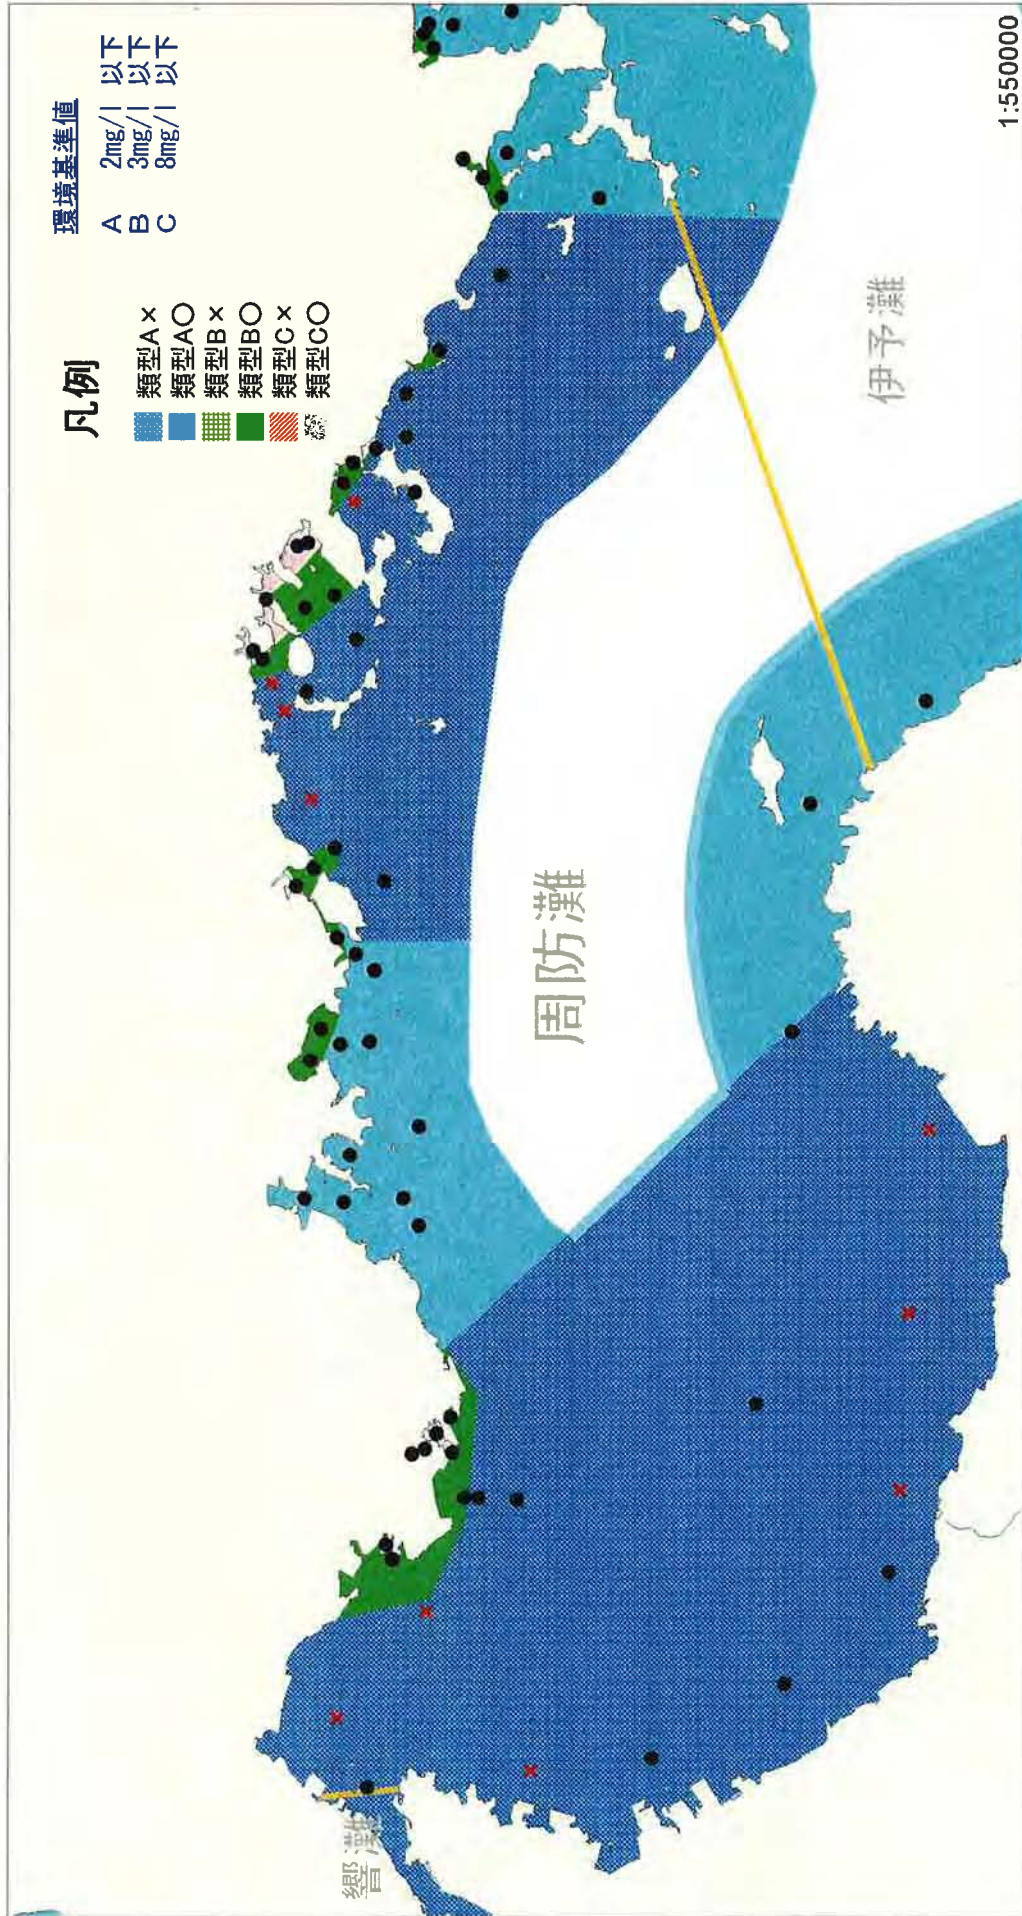 凡例
類型A×
類型A○
類型B×
類型B○
類型C×
類型C○
環境基準値
A 2mg/l 以下
B 3mg/l 以下
C 8mg/l 以下
響灘
周防灘
伊予灘
1:550000